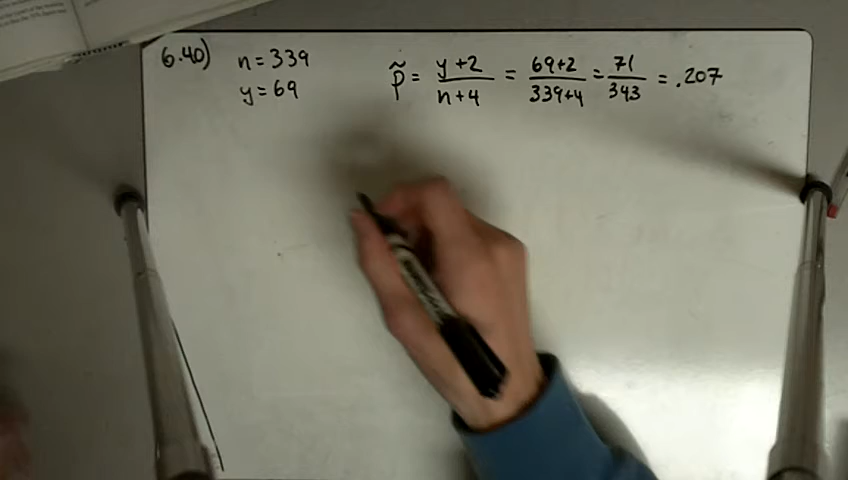 6.40) n = 339
y = 69
p̃ = y+2 / n+4 = 69+2 / 339+4 = 71 / 343 = .207